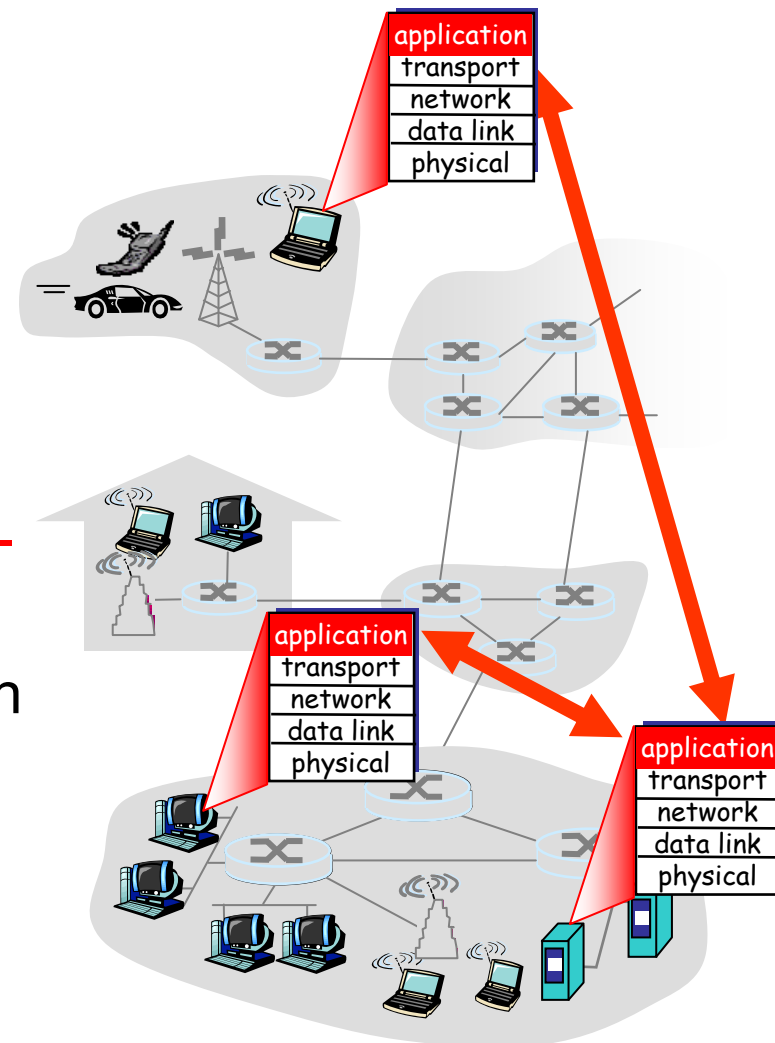 application
transport
network
data link
physical
n
application
transport
network
data link
physical
application
transport
network
data link
physical